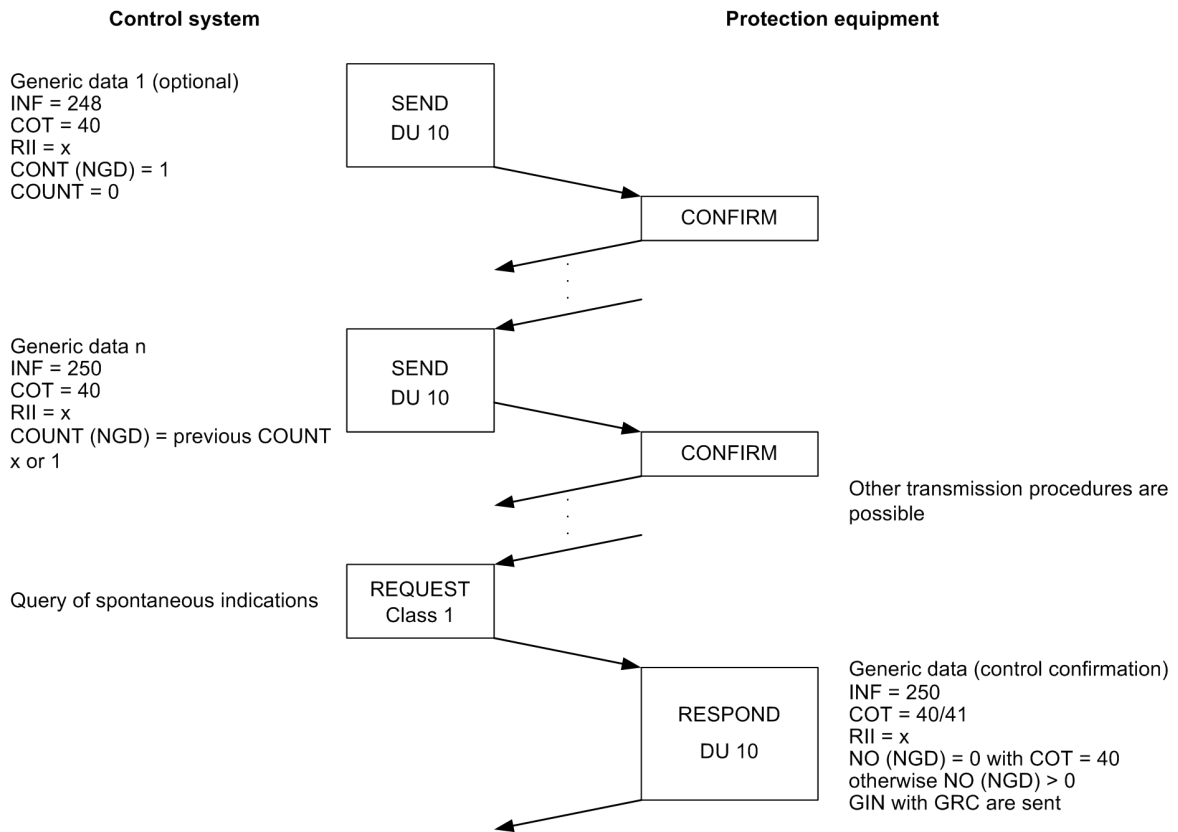 Control system
Protection equipment
Generic data 1 (optional)
INF = 248
COT = 40
RII = x
CONT (NGD) = 1
COUNT = 0
SEND
DU 10
CONFIRM
Generic data n
INF = 250
COT = 40
RII = x
COUNT (NGD) = previous COUNT
x or 1
SEND
DU 10
CONFIRM
Other transmission procedures are
possible
Query of spontaneous indications
REQUEST
Class 1
RESPOND
DU 10
Generic data (control confirmation)
INF = 250
COT = 40/41
RII = x
NO (NGD) = 0 with COT = 40
otherwise NO (NGD) > 0
GIN with GRC are sent